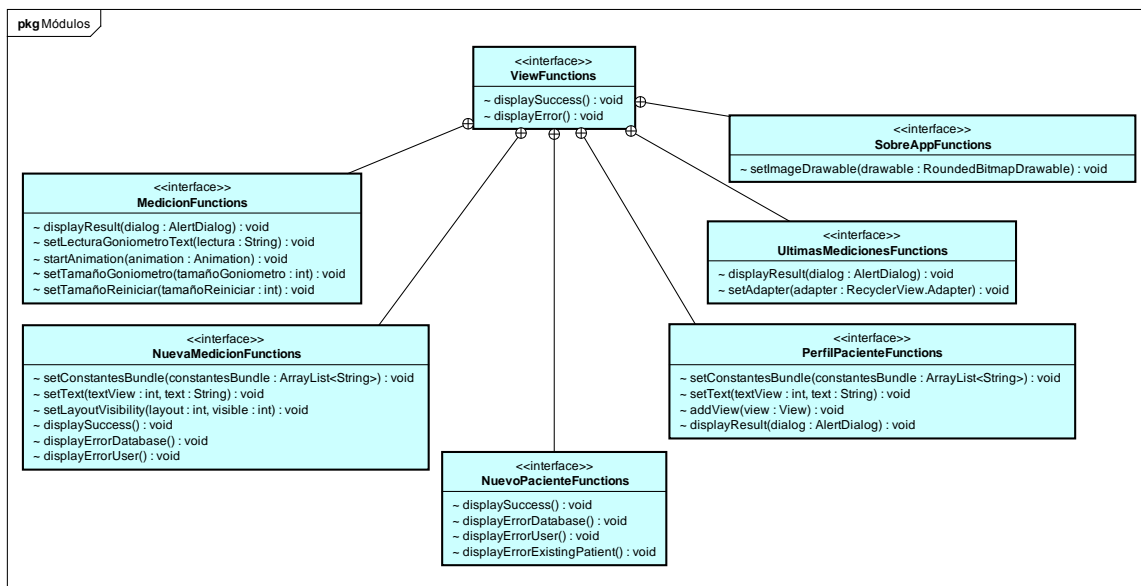 pkg Módulos
<<interface>>
ViewFunctions
~ displaySuccess() : void
~ displayError() : void
<<interface>>
SobreAppFunctions
~ setImageDrawable(drawable : RoundedBitmapDrawable) : void
<<interface>>
MedicionFunctions
~ displayResult(dialog : AlertDialog) : void
~ setLecturaGoniometroText(lectura : String) : void
~ startAnimation(animation : Animation) : void
~ setTamañoGoniometro(tamañoGoniometro : int) : void
~ setTamañoReiniciar(tamañoReiniciar : int) : void
<<interface>>
UltimasMedicionesFunctions
~ displayResult(dialog : AlertDialog) : void
~ setAdapter(adapter : RecyclerView.Adapter) : void
<<interface>>
NuevaMedicionFunctions
~ setConstantesBundle(constantesBundle : ArrayList<String>) : void
~ setText(textView : int, text : String) : void
~ setLayoutVisibility(layout : int, visible : int) : void
~ displaySuccess() : void
~ displayErrorDatabase() : void
~ displayErrorUser() : void
<<interface>>
PerfilPacienteFunctions
~ setConstantesBundle(constantesBundle : ArrayList<String>) : void
~ setText(textView : int, text : String) : void
~ addView(view : View) : void
~ displayResult(dialog : AlertDialog) : void
<<interface>>
NuevoPacienteFunctions
~ displaySuccess() : void
~ displayErrorDatabase() : void
~ displayErrorUser() : void
~ displayErrorExistingPatient() : void